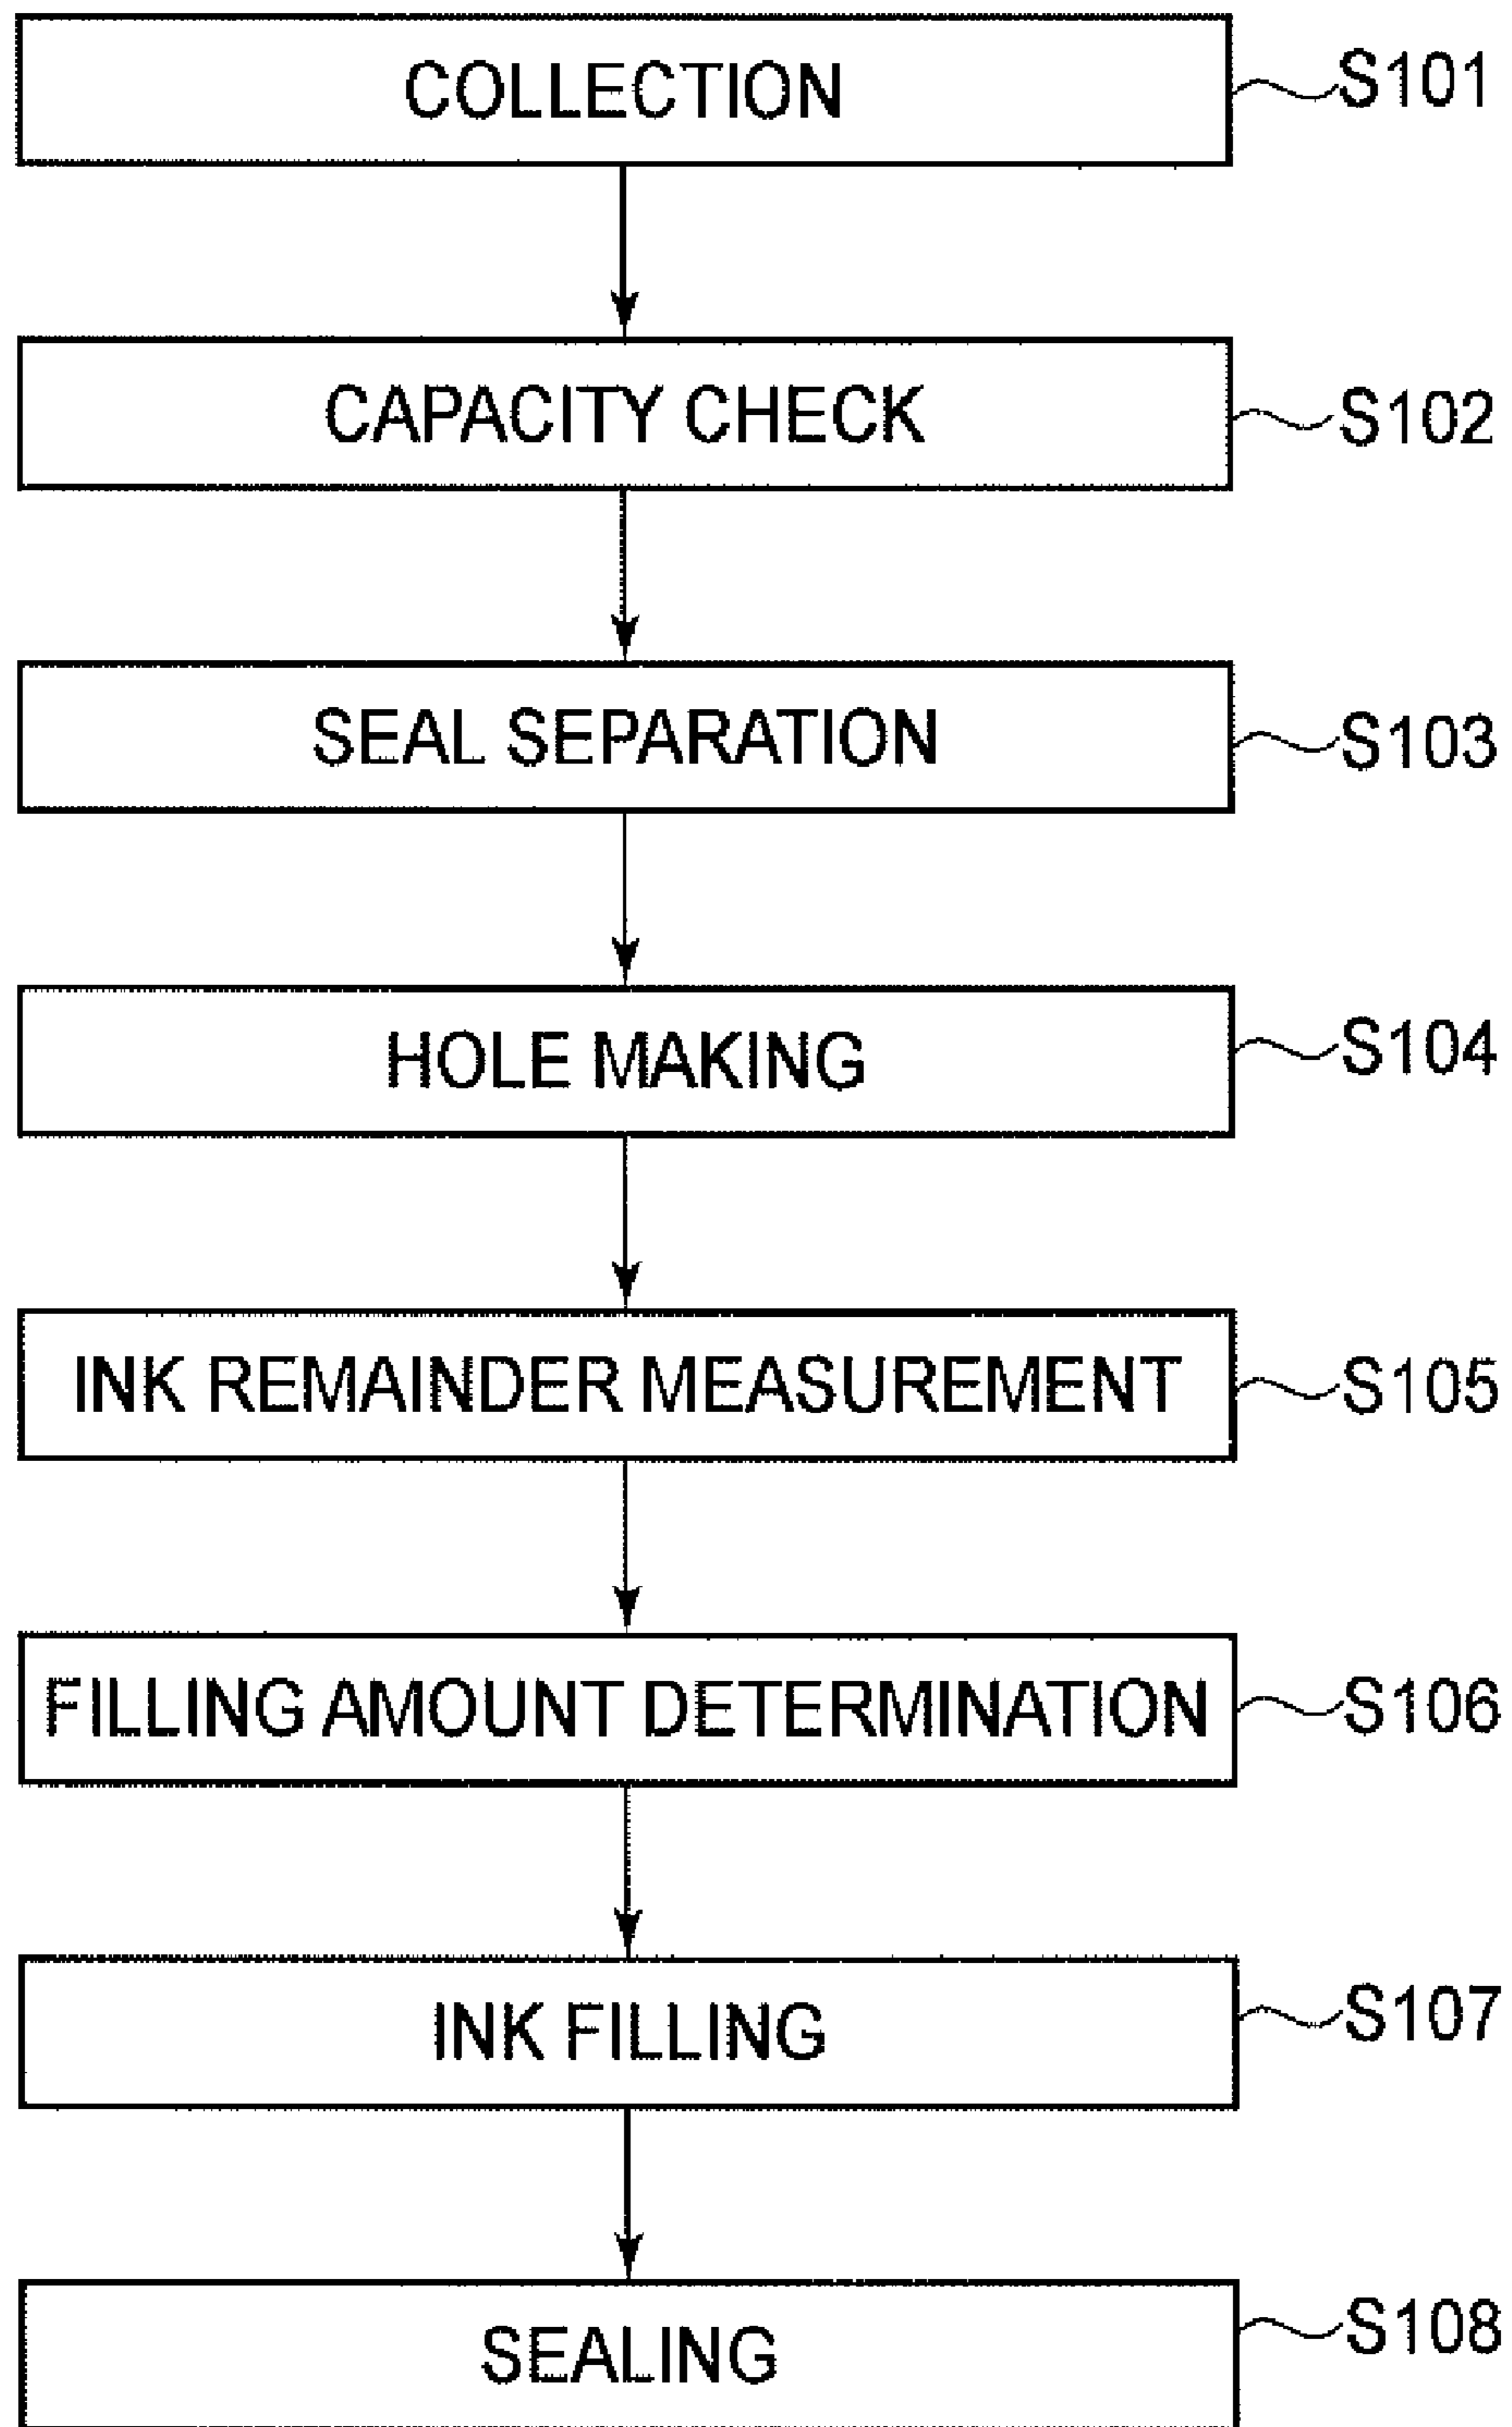 COLLECTION S101
CAPACITY CHECK S102
SEAL SEPARATION S103
HOLE MAKING S104
INK REMAINDER MEASUREMENT S105
FILLING AMOUNT DETERMINATION S106
INK FILLING S107
SEALING S108